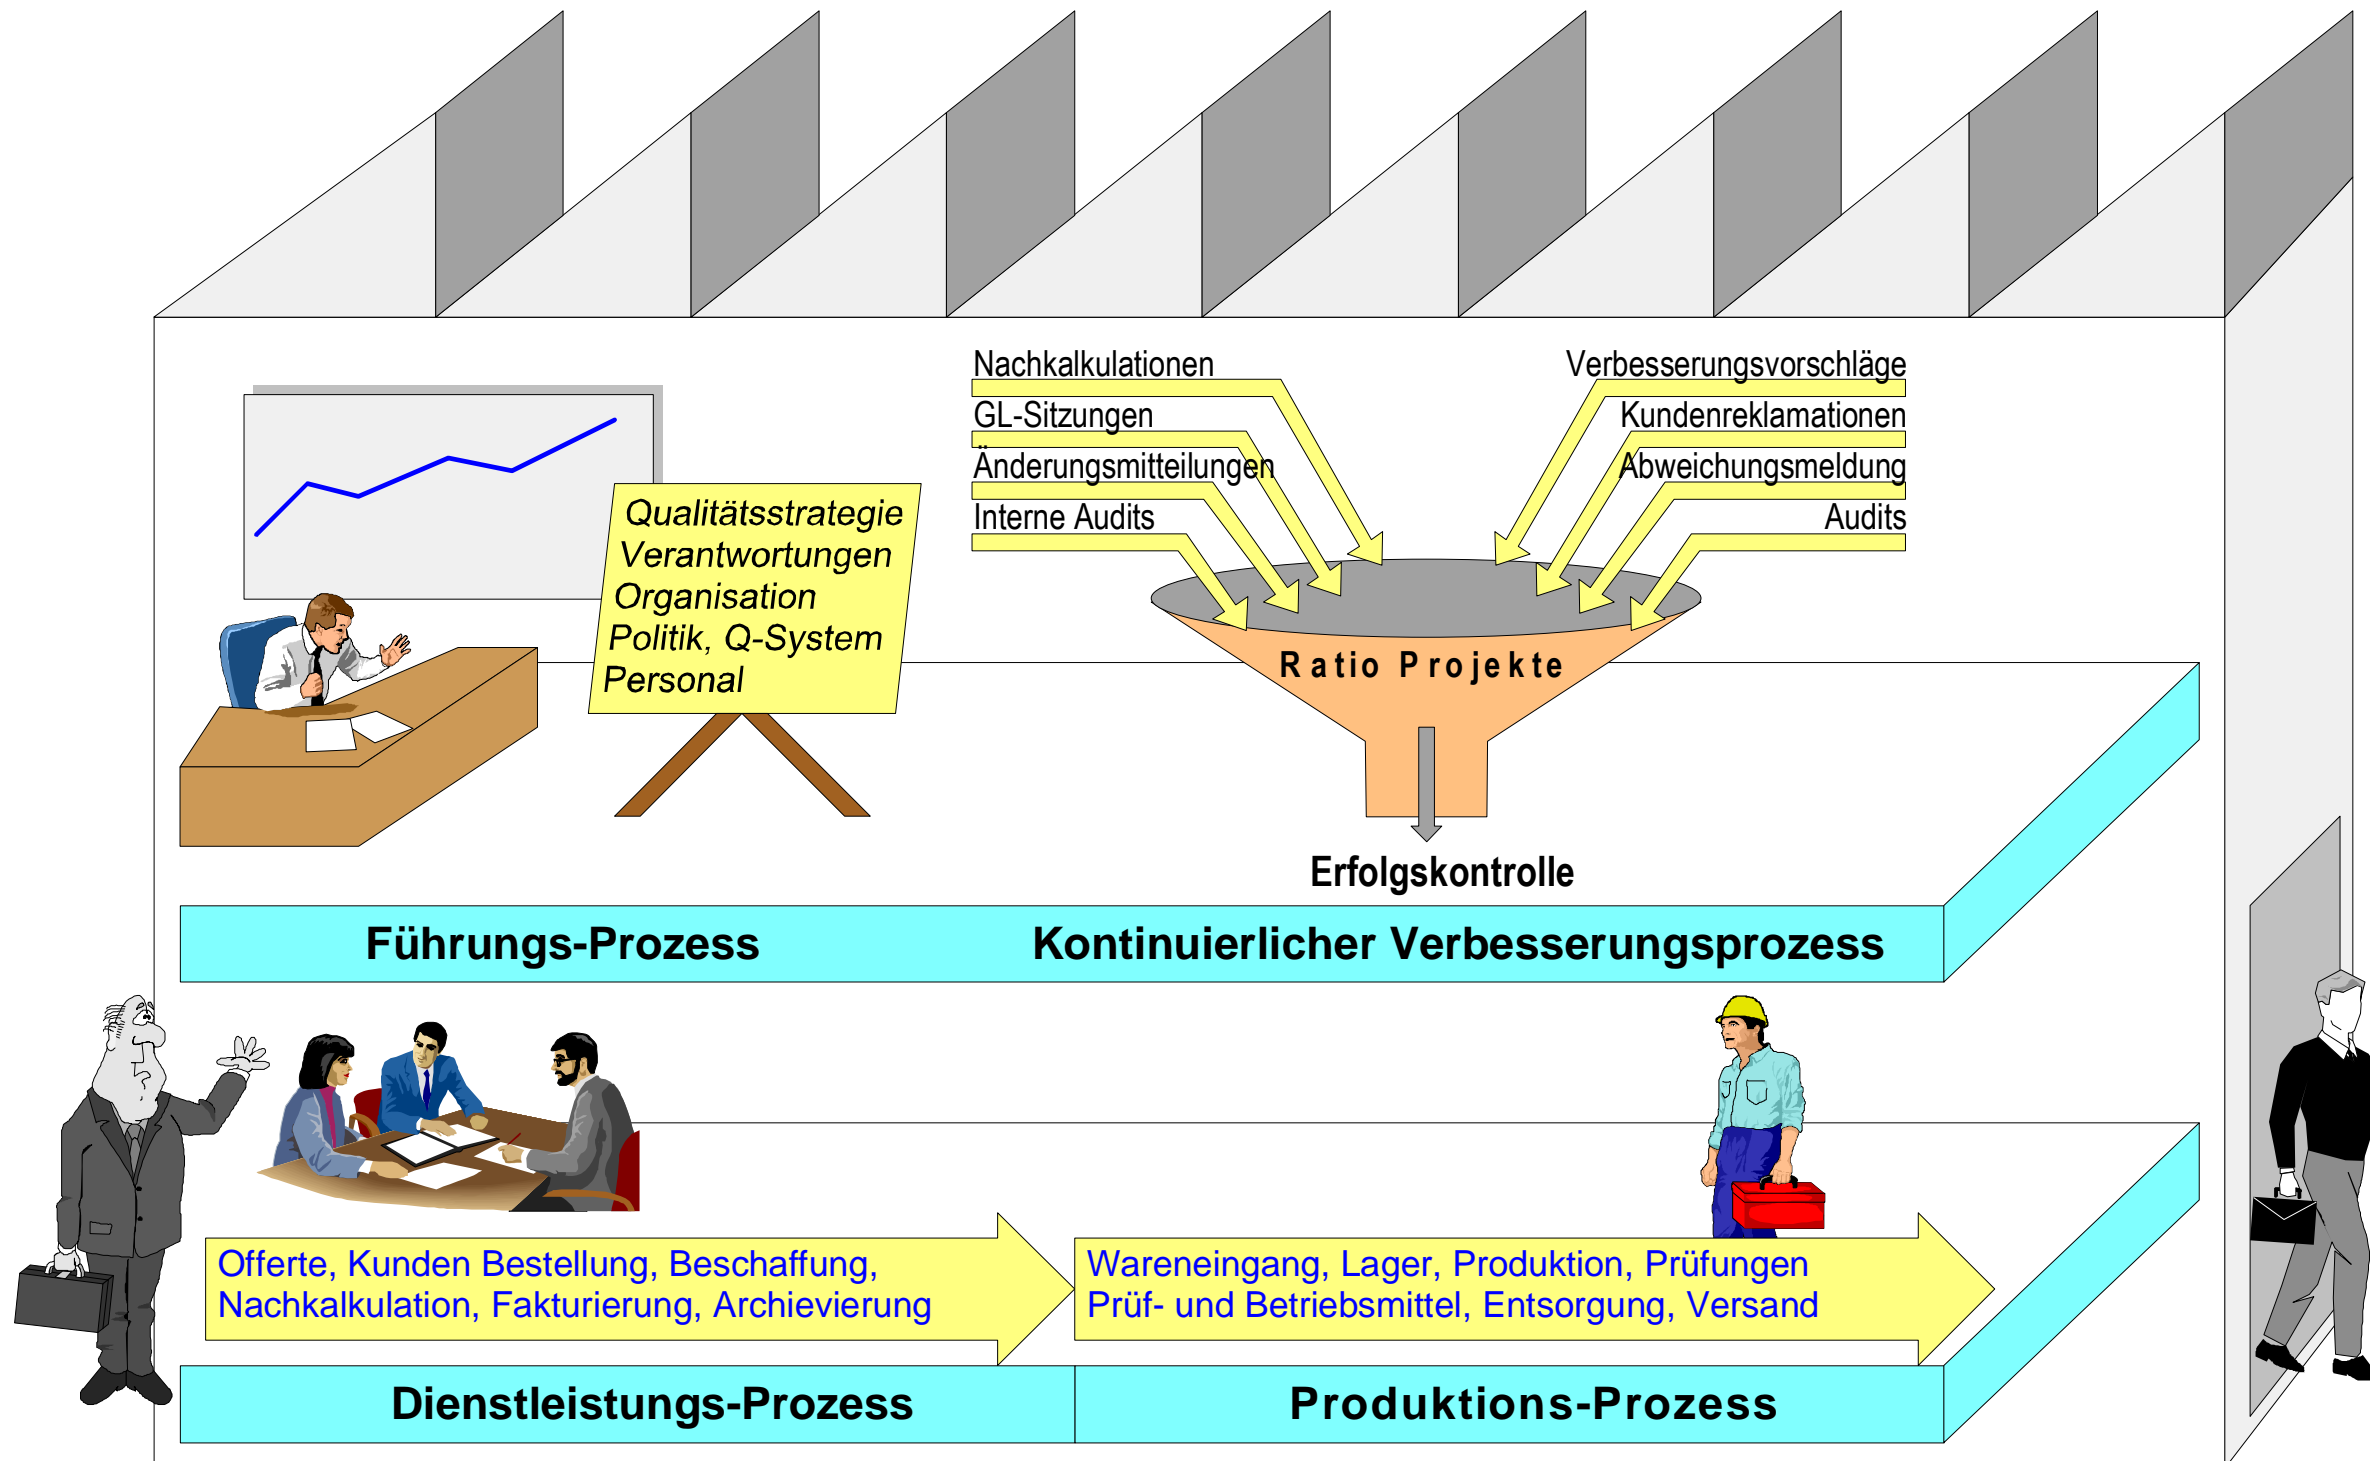 Nachkalkulationen
GL-Sitzungen
Änderungsmitteilungen
Interne Audits
Verbesserungsvorschläge
Kundenreklamationen
Abweichungsmeldung
Audits
Qualitätsstrategie
Verantwortungen
Organisation
Politik, Q-System
Personal
Ratio Projekte
Erfolgskontrolle
Führungs-Prozess
Kontinuierlicher Verbesserungsprozess
Offerte, Kunden Bestellung, Beschaffung,
Nachkalkulation, Fakturierung, Archievierung
Wareneingang, Lager, Produktion, Prüfungen
Prüf- und Betriebsmittel, Entsorgung, Versand
Dienstleistungs-Prozess
Produktions-Prozess